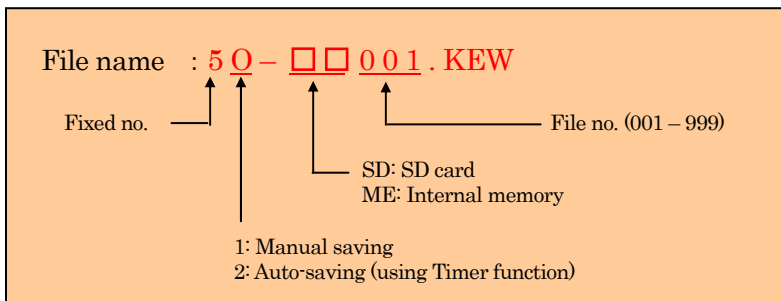 File name : 5 O – □□ 0 0 1 . KEW
Fixed no.
File no. (001 – 999)
SD: SD card
ME: Internal memory
1: Manual saving
2: Auto-saving (using Timer function)